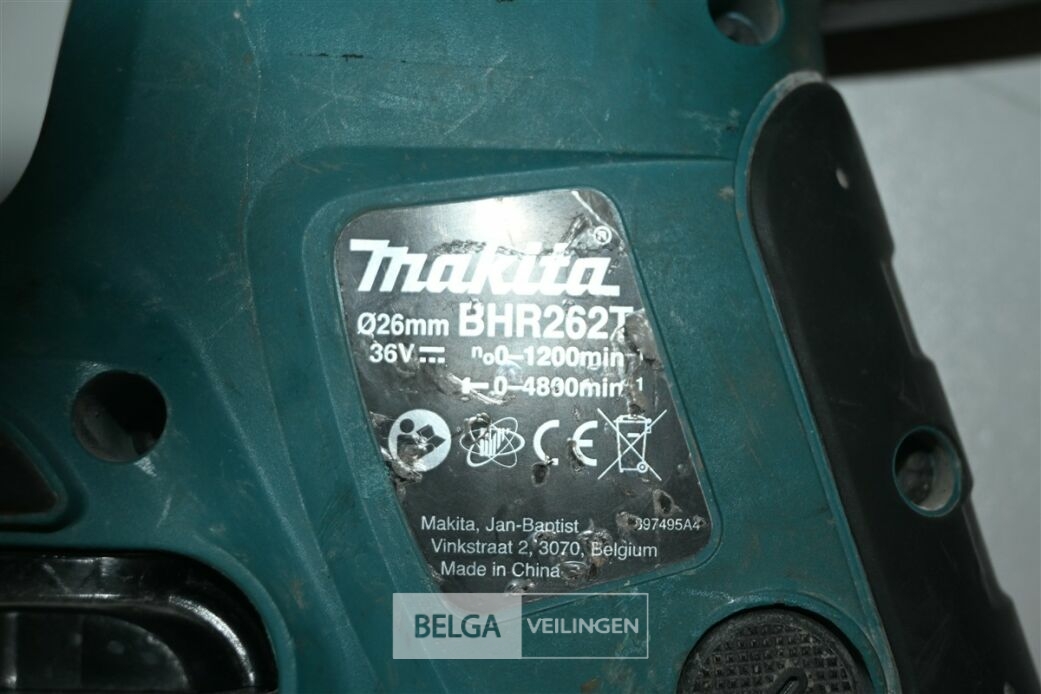 Makita®
Ø26mm BHR262T
36V n₀0–1200min⁻¹
0–4800min⁻¹
CE
Makita, Jan-Baptist
Vinkstraat 2, 3070, Belgium
Made in China
BELGA VEILINGEN